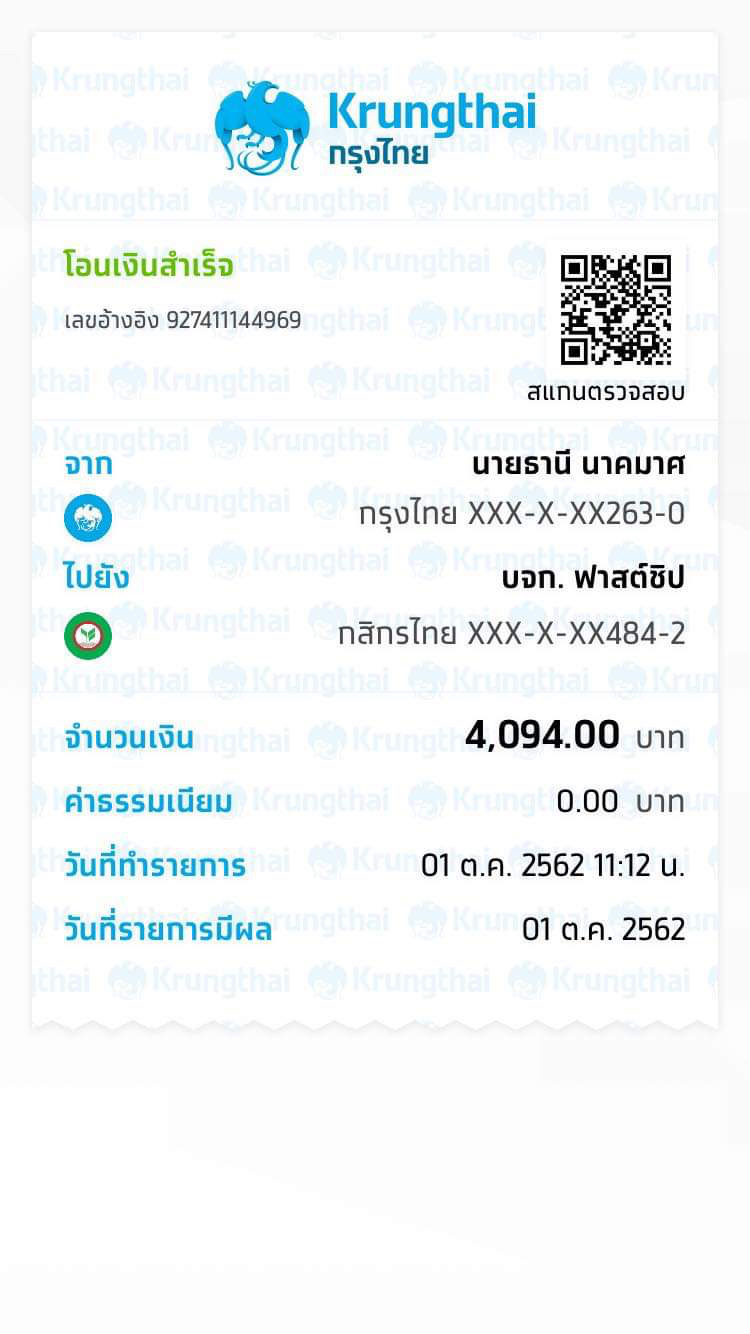 Krungthai
กรุงไทย
โอนเงินสำเร็จ
เลขอ้างอิง 927411144969
สแกนตรวจสอบ
จาก นายธานี นาคมาศ
กรุงไทย XXX-X-XX263-0
ไปยัง บจก. ฟาสต์ชิป
กสิกรไทย XXX-X-XX484-2
จำนวนเงิน 4,094.00 บาท
ค่าธรรมเนียม 0.00 บาท
วันที่ทำรายการ 01 ต.ค. 2562 11:12 น.
วันที่รายการมีผล 01 ต.ค. 2562